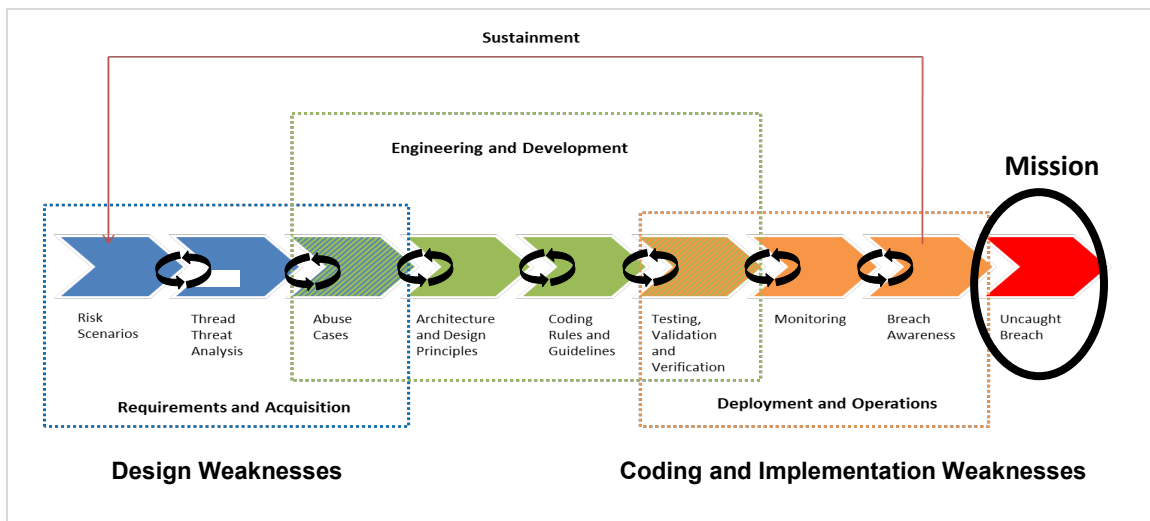 Sustainment
Engineering and Development
Mission
Risk
Scenarios
Thread
Threat
Analysis
Abuse
Cases
Architecture
and Design
Principles
Coding
Rules and
Guidelines
Testing,
Validation
and
Verification
Monitoring
Breach
Awareness
Uncaught
Breach
Requirements and Acquisition
Deployment and Operations
Design Weaknesses
Coding and Implementation Weaknesses